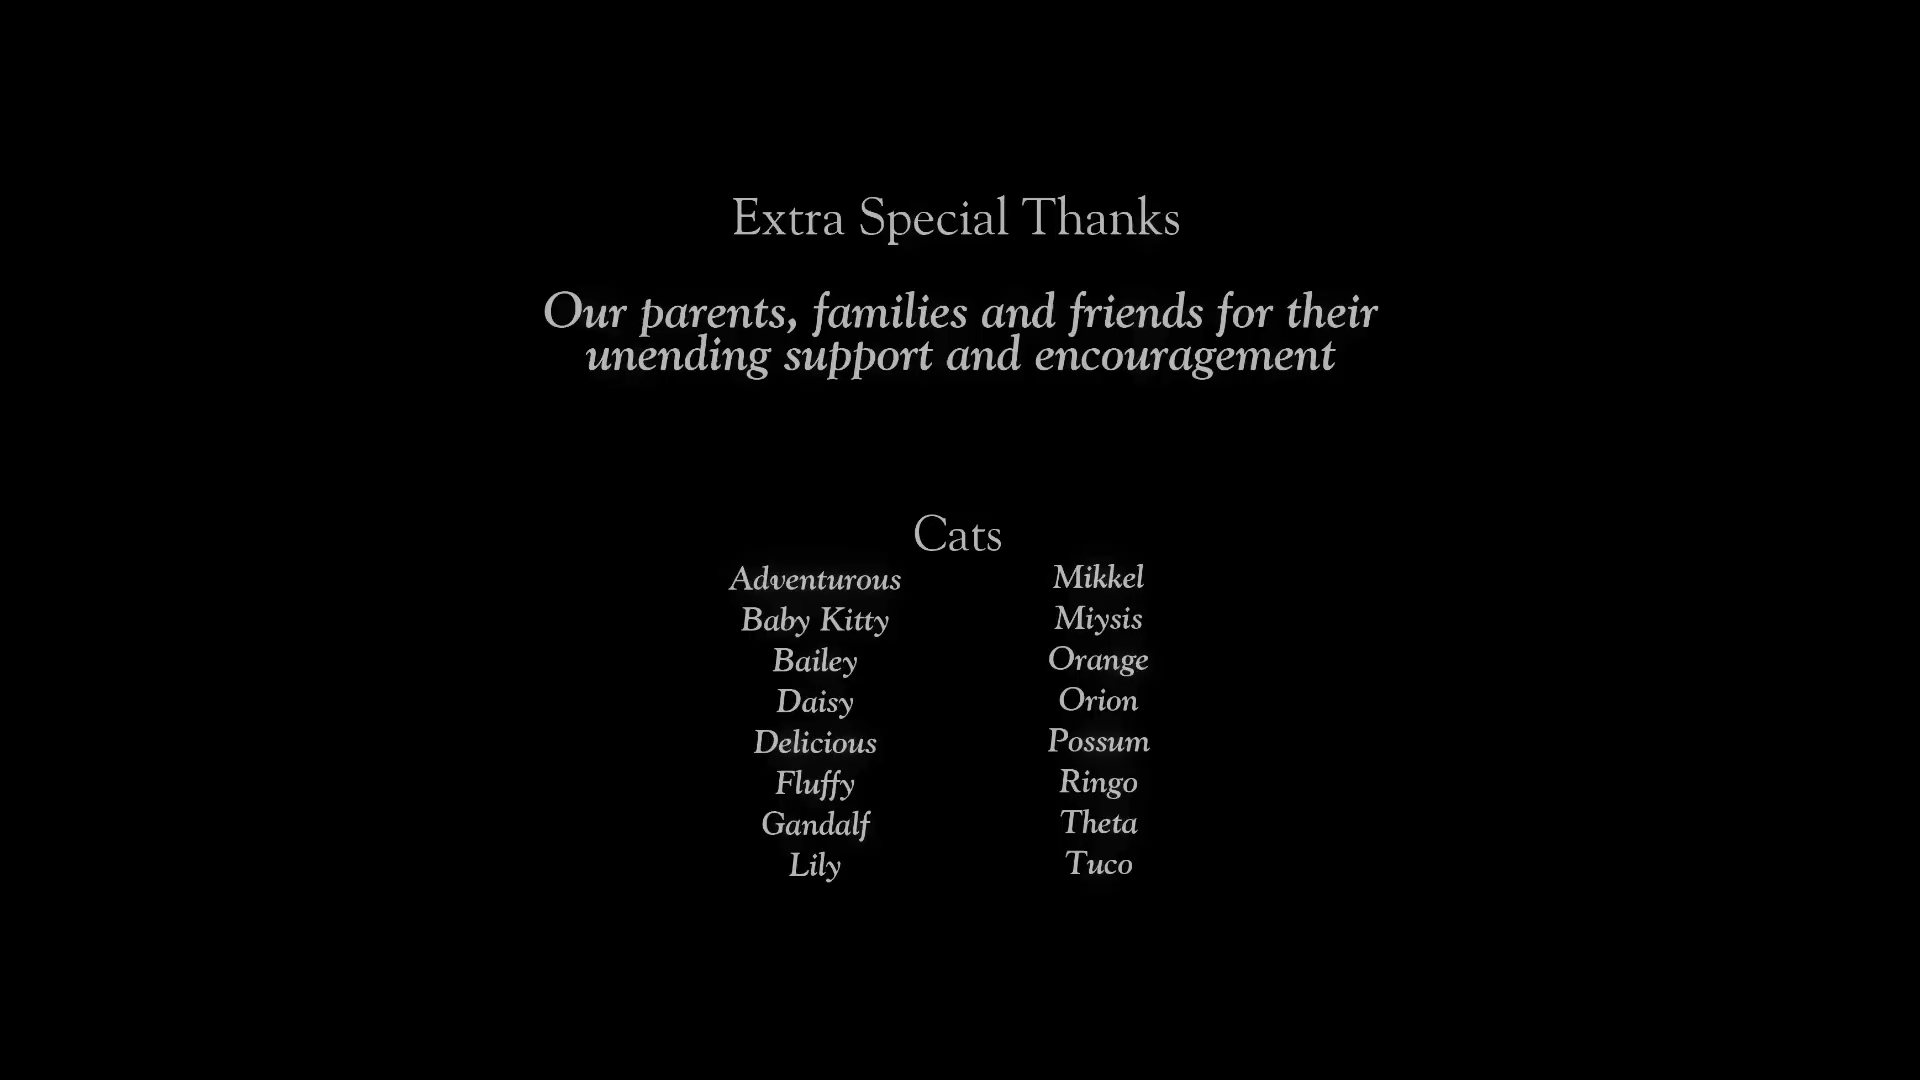 Extra Special Thanks
Our parents, families and friends for their
unending support and encouragement
Cats
Adventurous
Baby Kitty
Bailey
Daisy
Delicious
Fluffy
Gandalf
Lily
Mikkel
Miysis
Orange
Orion
Possum
Ringo
Theta
Tuco